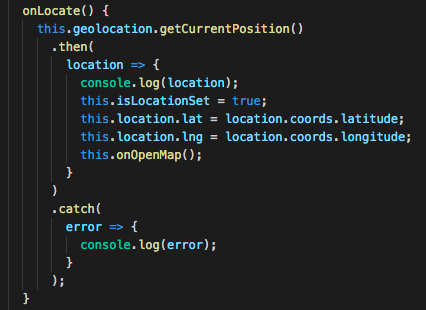 onLocate() {
  this.geolocation.getCurrentPosition()
    .then(
      location => {
        console.log(location);
        this.isLocationSet = true;
        this.location.lat = location.coords.latitude;
        this.location.lng = location.coords.longitude;
        this.onOpenMap();
      }
    )
    .catch(
      error => {
        console.log(error);
      }
    );
}